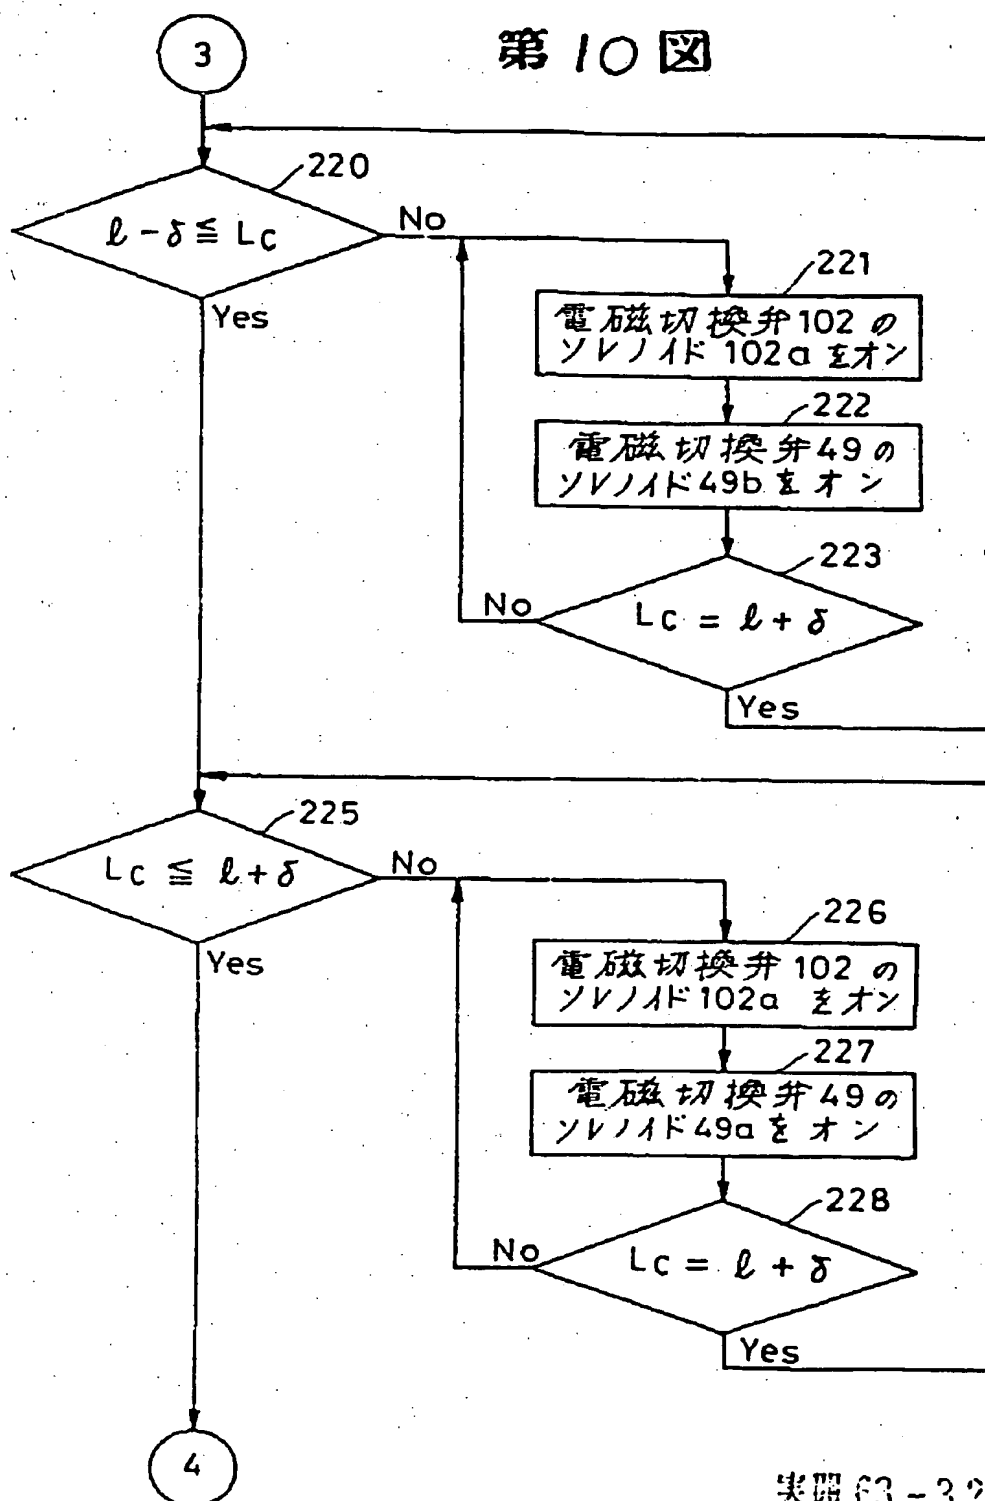 第10図
3
220
ℓ-δ≦Lc
No
Yes
221
電磁切換弁102の
ソレノイド102aをオン
222
電磁切換弁49の
ソレノイド49bをオン
223
Lc=ℓ+δ
No
Yes
225
Lc≦ℓ+δ
No
Yes
226
電磁切換弁102の
ソレノイド102aをオン
227
電磁切換弁49の
ソレノイド49aをオン
228
Lc=ℓ+δ
No
Yes
4
実開63-3